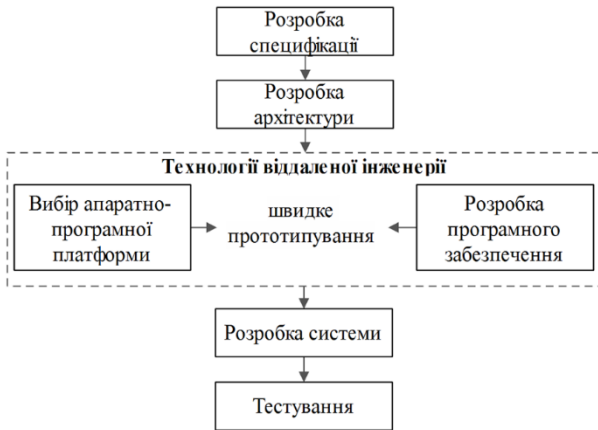 Розробка
специфікації
Розробка
архітектури
Технології віддаленої інженерії
Вибір апаратно-
програмної
платформи
швидке
прототипування
Розробка
програмного
забезпечення
Розробка системи
Тестування